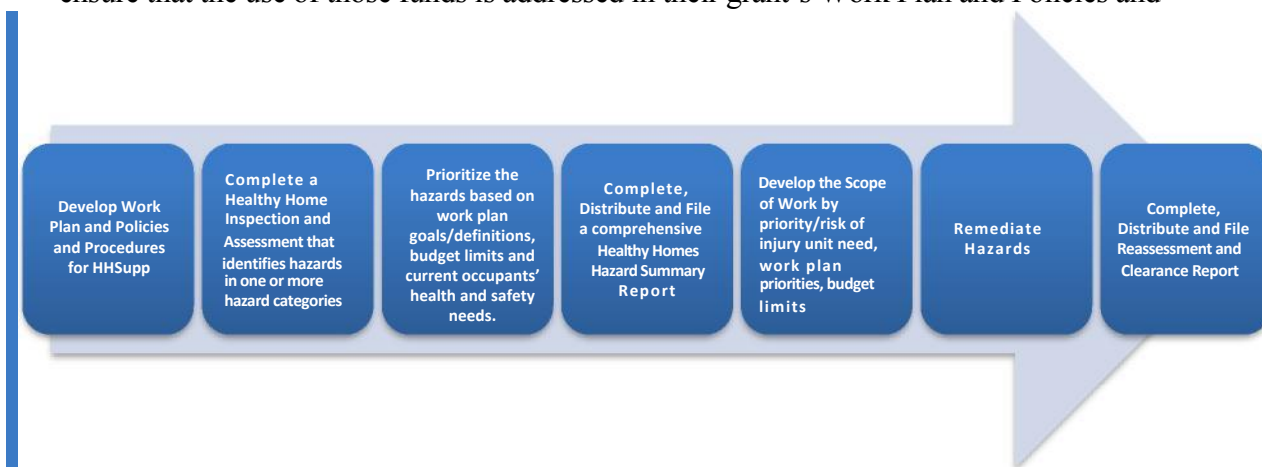 ensure that the use of those funds is addressed in their grant's Work Plan and Policies and
Develop Work
Plan and Policies
and Procedures
for HHSupp
Complete a
Healthy Home
Inspection and
Assessment that
identifies hazards
in one or more
hazard categories
Prioritize the
hazards based on
work plan
goals/definitions,
budget limits and
current occupants'
health and safety
needs.
Complete,
Distribute and File
a comprehensive
Healthy Homes
Hazard Summary
Report
Develop the Scope
of Work by
priority/risk of
injury unit need,
work plan
priorities, budget
limits
Remediate
Hazards
Complete,
Distribute and File
Reassessment and
Clearance Report